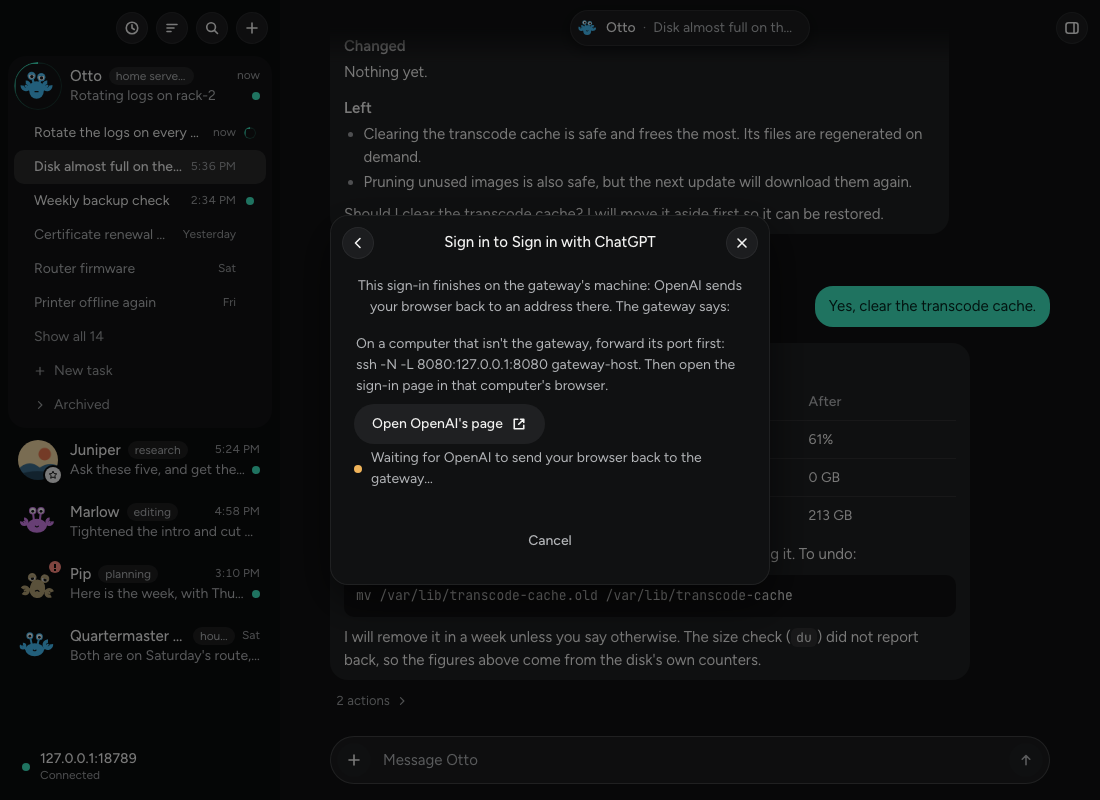 Otto · Disk almost full on th...
Otto home serve... now
Rotating logs on rack-2
Rotate the logs on every ... now
Disk almost full on the... 5:36 PM
Weekly backup check 2:34 PM
Certificate renewal ... Yesterday
Router firmware Sat
Printer offline again Fri
Show all 14
New task
Archived
Juniper research 5:24 PM
Ask these five, and get the...
Marlow editing 4:58 PM
Tightened the intro and cut ...
Pip planning 3:10 PM
Here is the week, with Thu...
Quartermaster ... hou... Sat
Both are on Saturday's route,...
127.0.0.1:18789
Connected
Changed
Nothing yet.
Left
Clearing the transcode cache is safe and frees the most. Its files are regenerated on
demand.
Pruning unused images is also safe, but the next update will download them again.
Should I clear the transcode cache? I will move it aside first so it can be restored.
Yes, clear the transcode cache.
Sign in to Sign in with ChatGPT
This sign-in finishes on the gateway's machine: OpenAI sends
your browser back to an address there. The gateway says:
On a computer that isn't the gateway, forward its port first:
ssh -N -L 8080:127.0.0.1:8080 gateway-host. Then open the
sign-in page in that computer's browser.
Open OpenAI's page
Waiting for OpenAI to send your browser back to the
gateway...
Cancel
After
61%
0 GB
213 GB
g it. To undo:
mv /var/lib/transcode-cache.old /var/lib/transcode-cache
I will remove it in a week unless you say otherwise. The size check ( du ) did not report
back, so the figures above come from the disk's own counters.
2 actions
Message Otto